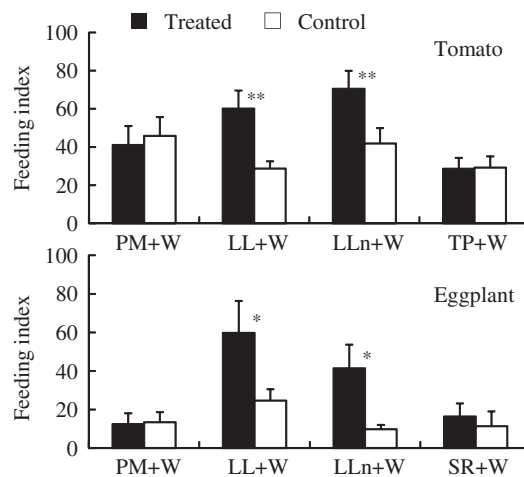 Treated Control
Tomato
Feeding index
100
80
60
40
20
0
** **
PM+W LL+W LLn+W TP+W
Eggplant
Feeding index
100
80
60
40
20
0
* *
PM+W LL+W LLn+W SR+W